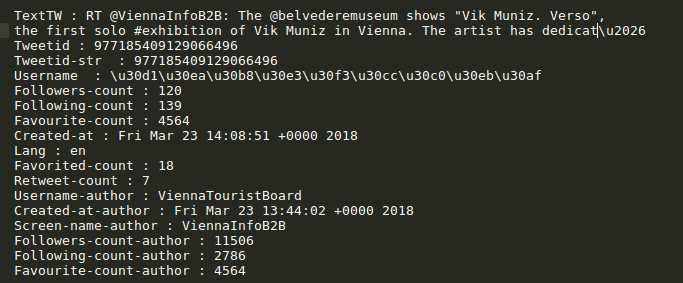 TextTW : RT @ViennaInfoB2B: The @belvederemuseum shows "Vik Muniz. Verso",
the first solo #exhibition of Vik Muniz in Vienna. The artist has dedicat\u2026
Tweetid : 977185409129066496
Tweetid-str  : 977185409129066496
Username  : \u30d1\u30ea\u30b8\u30e3\u30f3\u30cc\u30c0\u30eb\u30af
Followers-count : 120
Following-count : 139
Favourite-count : 4564
Created-at : Fri Mar 23 14:08:51 +0000 2018
Lang : en
Favorited-count : 18
Retweet-count : 7
Username-author : ViennaTouristBoard
Created-at-author : Fri Mar 23 13:44:02 +0000 2018
Screen-name-author : ViennaInfoB2B
Followers-count-author : 11506
Following-count-author : 2786
Favourite-count-author : 4564